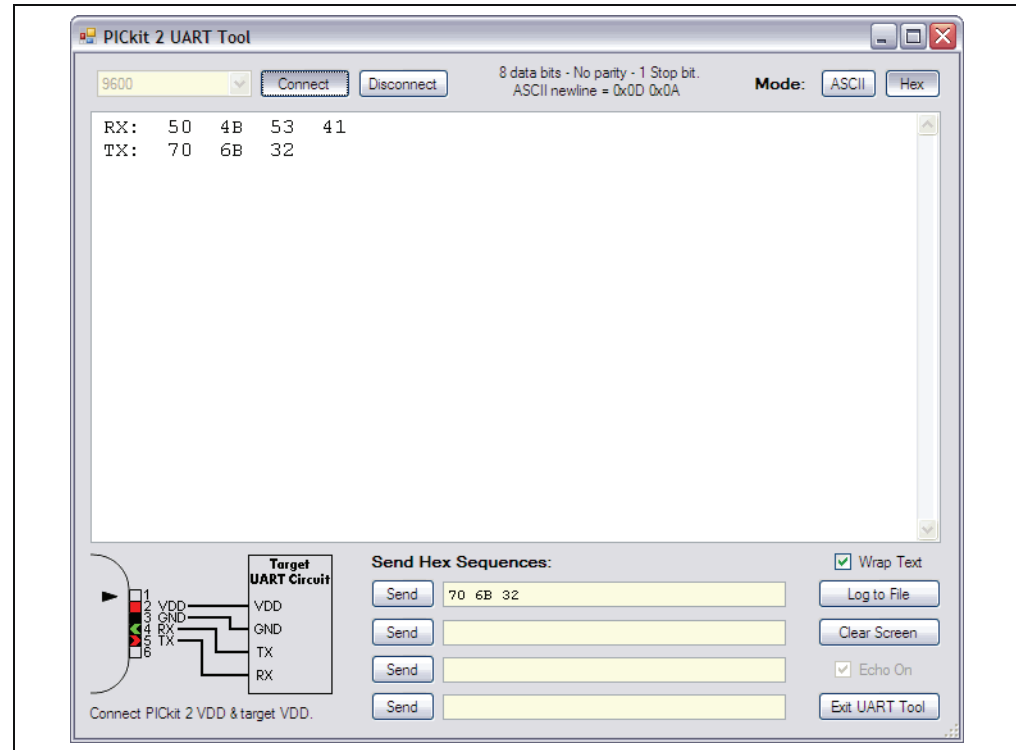 PICkit 2 UART Tool
9600
Connect
Disconnect
8 data bits - No parity - 1 Stop bit.
ASCII newline = 0x0D 0x0A
Mode:
ASCII
Hex
RX: 50 4B 53 41
TX: 70 6B 32
Target
UART Circuit
1
2 VDD
3 GND
4 RX
5 TX
6
VDD
GND
TX
RX
Connect PICkit 2 VDD & target VDD.
Send Hex Sequences:
Send 70 6B 32
Send
Send
Send
Wrap Text
Log to File
Clear Screen
Echo On
Exit UART Tool